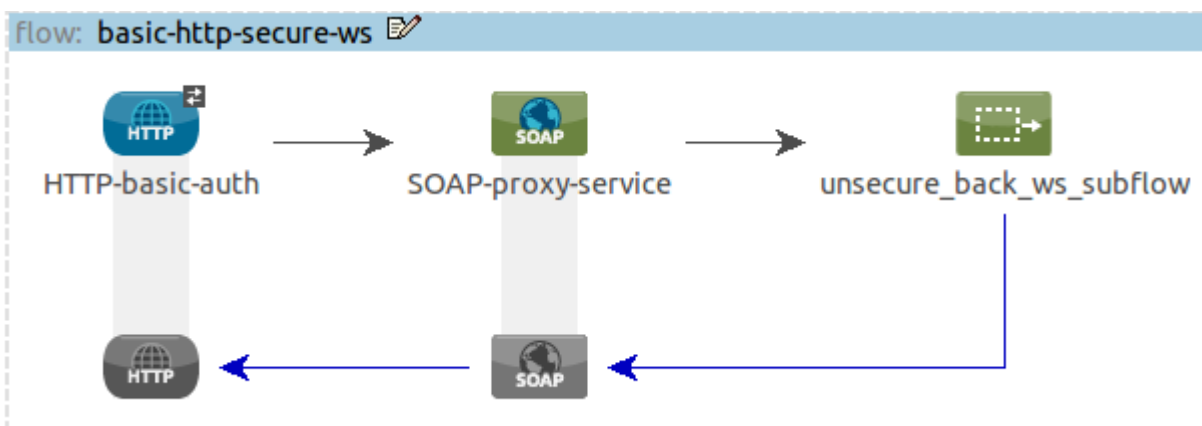 flow: basic-http-secure-ws
HTTP SOAP
HTTP-basic-auth SOAP-proxy-service unsecure_back_ws_subflow
HTTP SOAP